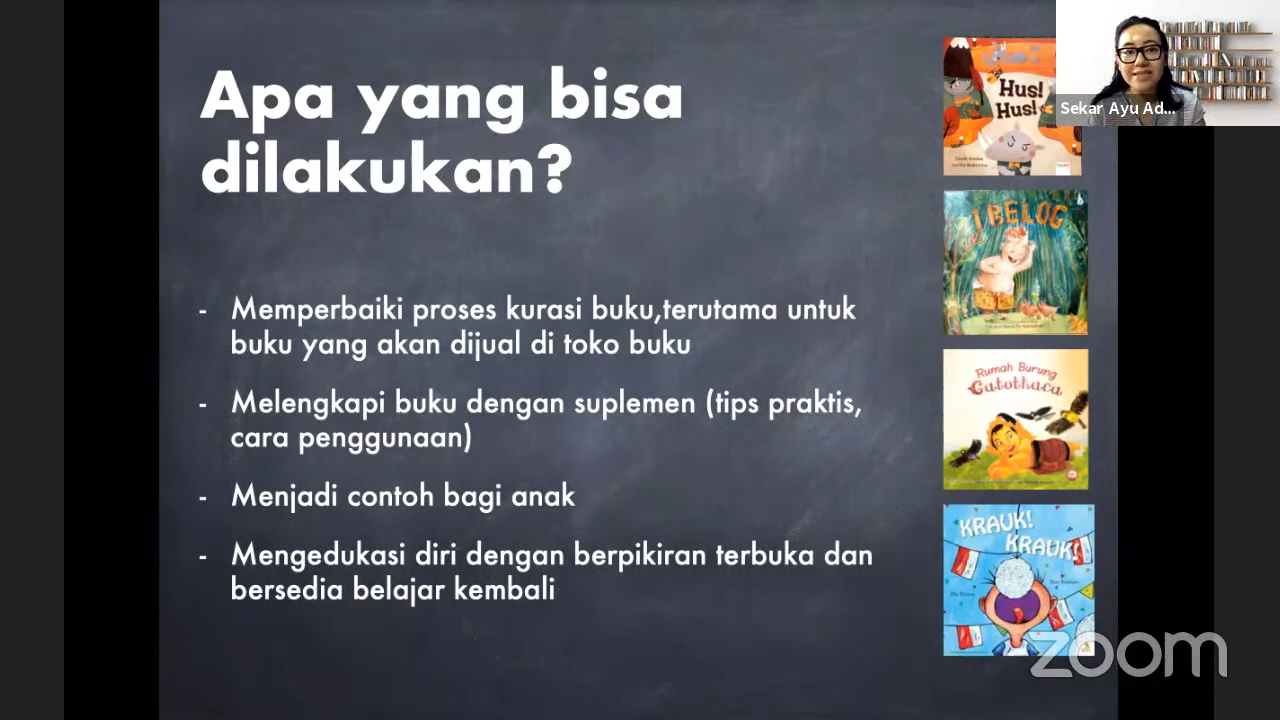 Apa yang bisa
dilakukan?
- Memperbaiki proses kurasi buku,terutama untuk
buku yang akan dijual di toko buku
- Melengkapi buku dengan suplemen (tips praktis,
cara penggunaan)
- Menjadi contoh bagi anak
- Mengedukasi diri dengan berpikiran terbuka dan
bersedia belajar kembali
Sekar Ayu Ad...
Hus!
Hus!
I BELOG
Rumah Burung
Gatotkaca
KRAUK!
KRAUK!
zoom